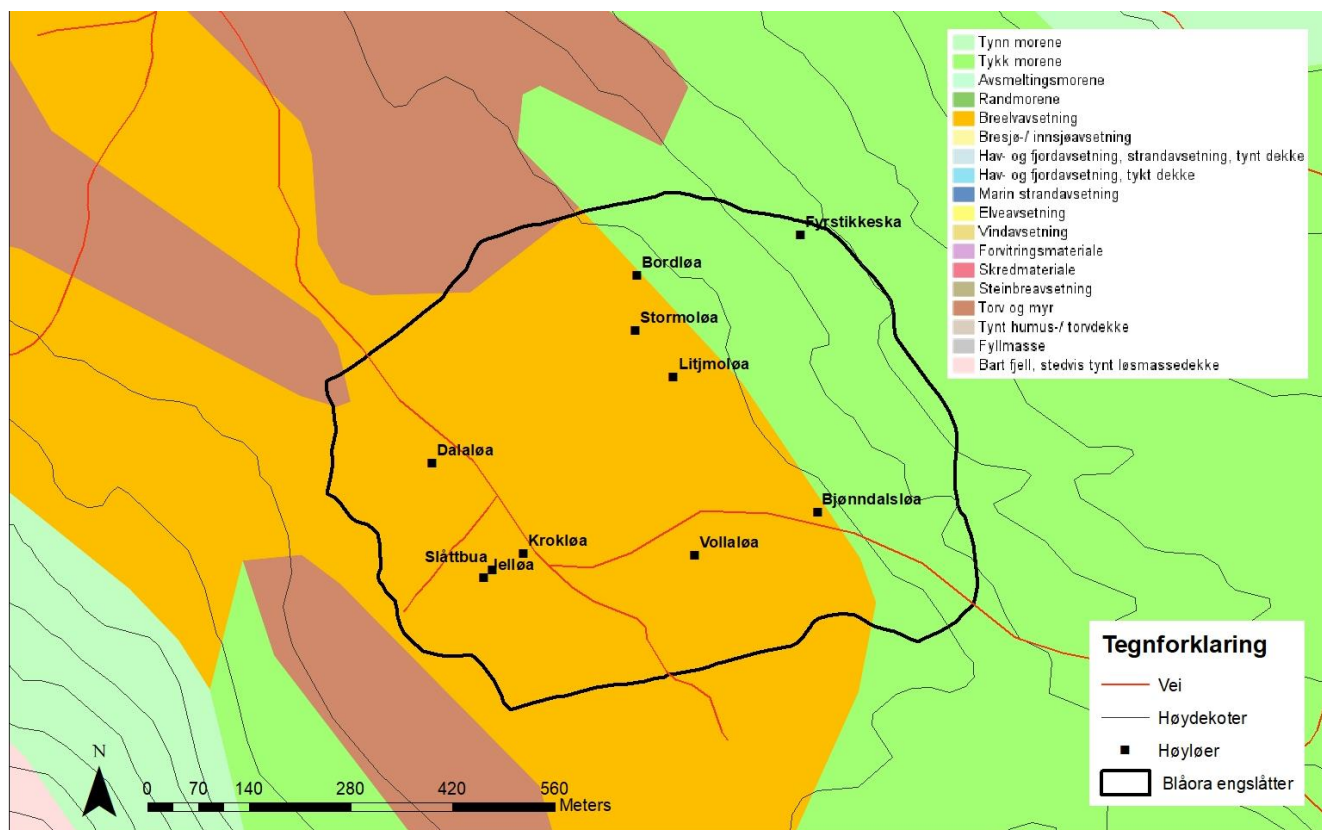 Tynn morene
Tykk morene
Avsmeltingsmorene
Randmorene
Breelvavsetning
Bresjø-/ innsjøavsetning
Hav- og fjordavsetning, strandavsetning, tynt dekke
Hav- og fjordavsetning, tykt dekke
Marin strandavsetning
Elveavsetning
Vindavsetning
Forvitringsmateriale
Skredmateriale
Steinbreavsetning
Torv og myr
Tynt humus-/ torvdekke
Fyllmasse
Bart fjell, stedvis tynt løsmassedekke
Fyrstikkeska
Bordløa
Stormoløa
Litjmoløa
Dalaløa
Bjønndalsløa
Krokløa
Vollaløa
Slåttbua
Jelløa
Tegnforklaring
Vei
Høydekoter
Høyløer
Blåora engslåtter
N
0 70 140 280 420 560
Meters